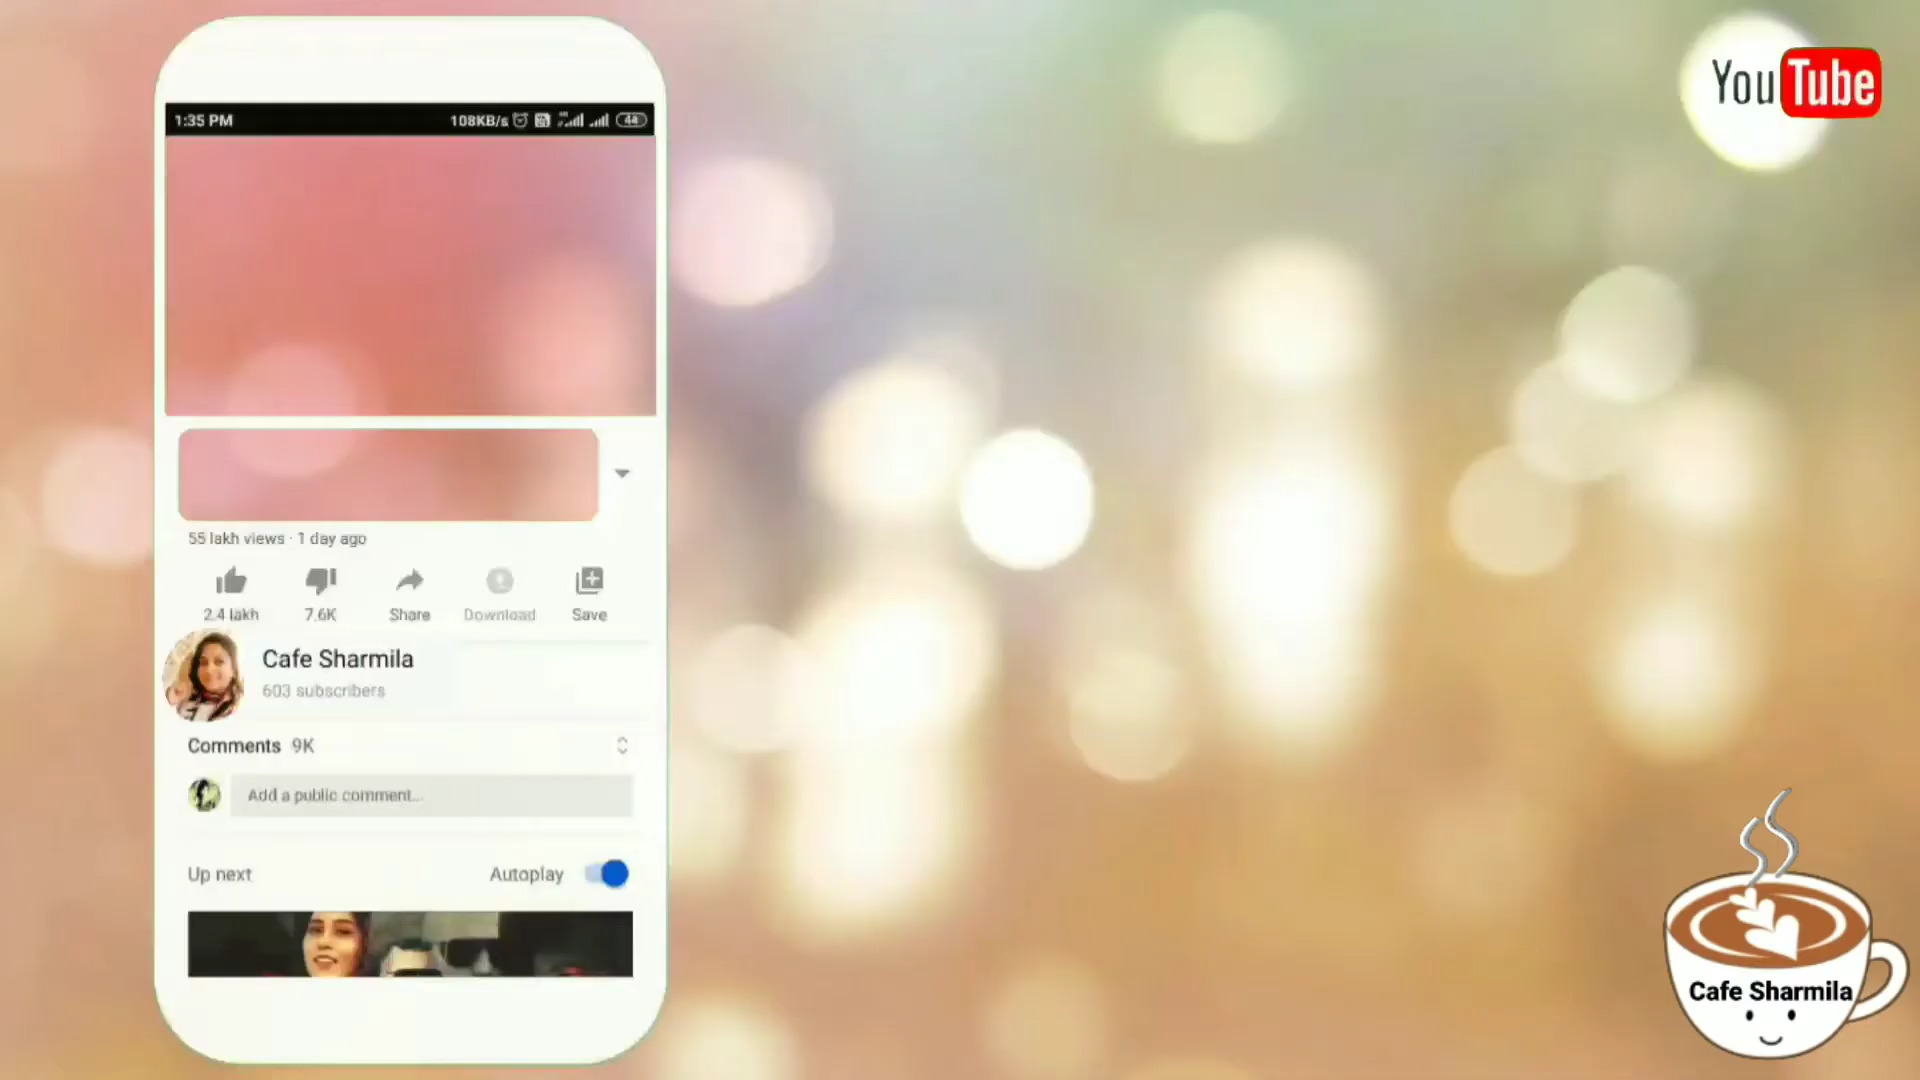 YouTube
1:35 PM 108KB/s 44
55 lakh views · 1 day ago
2.4 lakh 7.6K Share Download Save
Cafe Sharmila
603 subscribers
Comments 9K
Add a public comment...
Up next Autoplay
Cafe Sharmila